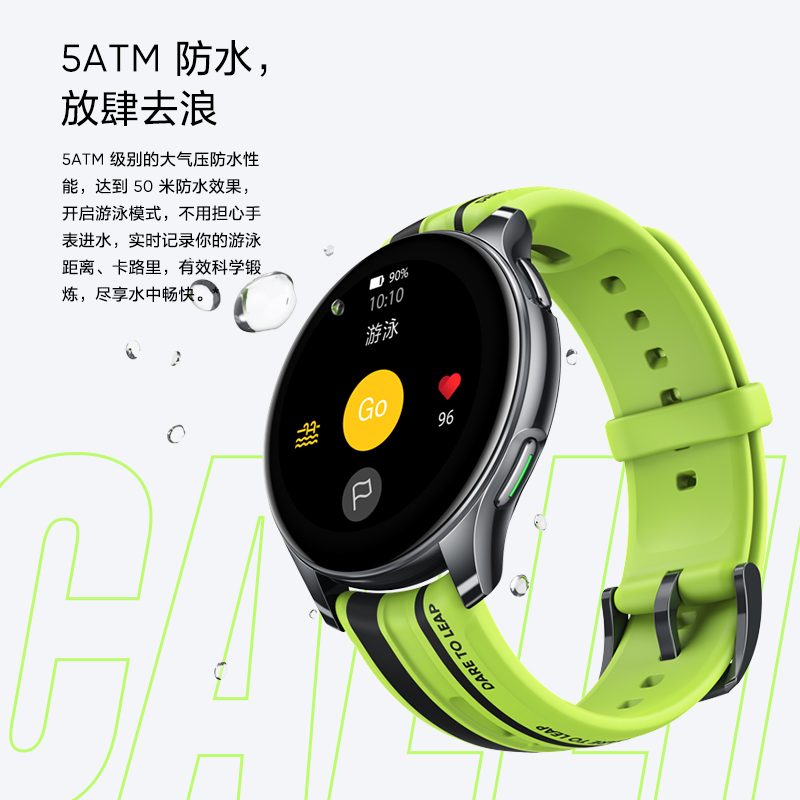 5ATM 防水，
放肆去浪
5ATM 级别的大气压防水性
能，达到 50 米防水效果，
开启游泳模式，不用担心手
表进水，实时记录你的游泳
距离、卡路里，有效科学锻
炼，尽享水中畅快。*
90%
10:10
游泳
Go
96
DARE TO LEAP
DARE TO LEAP